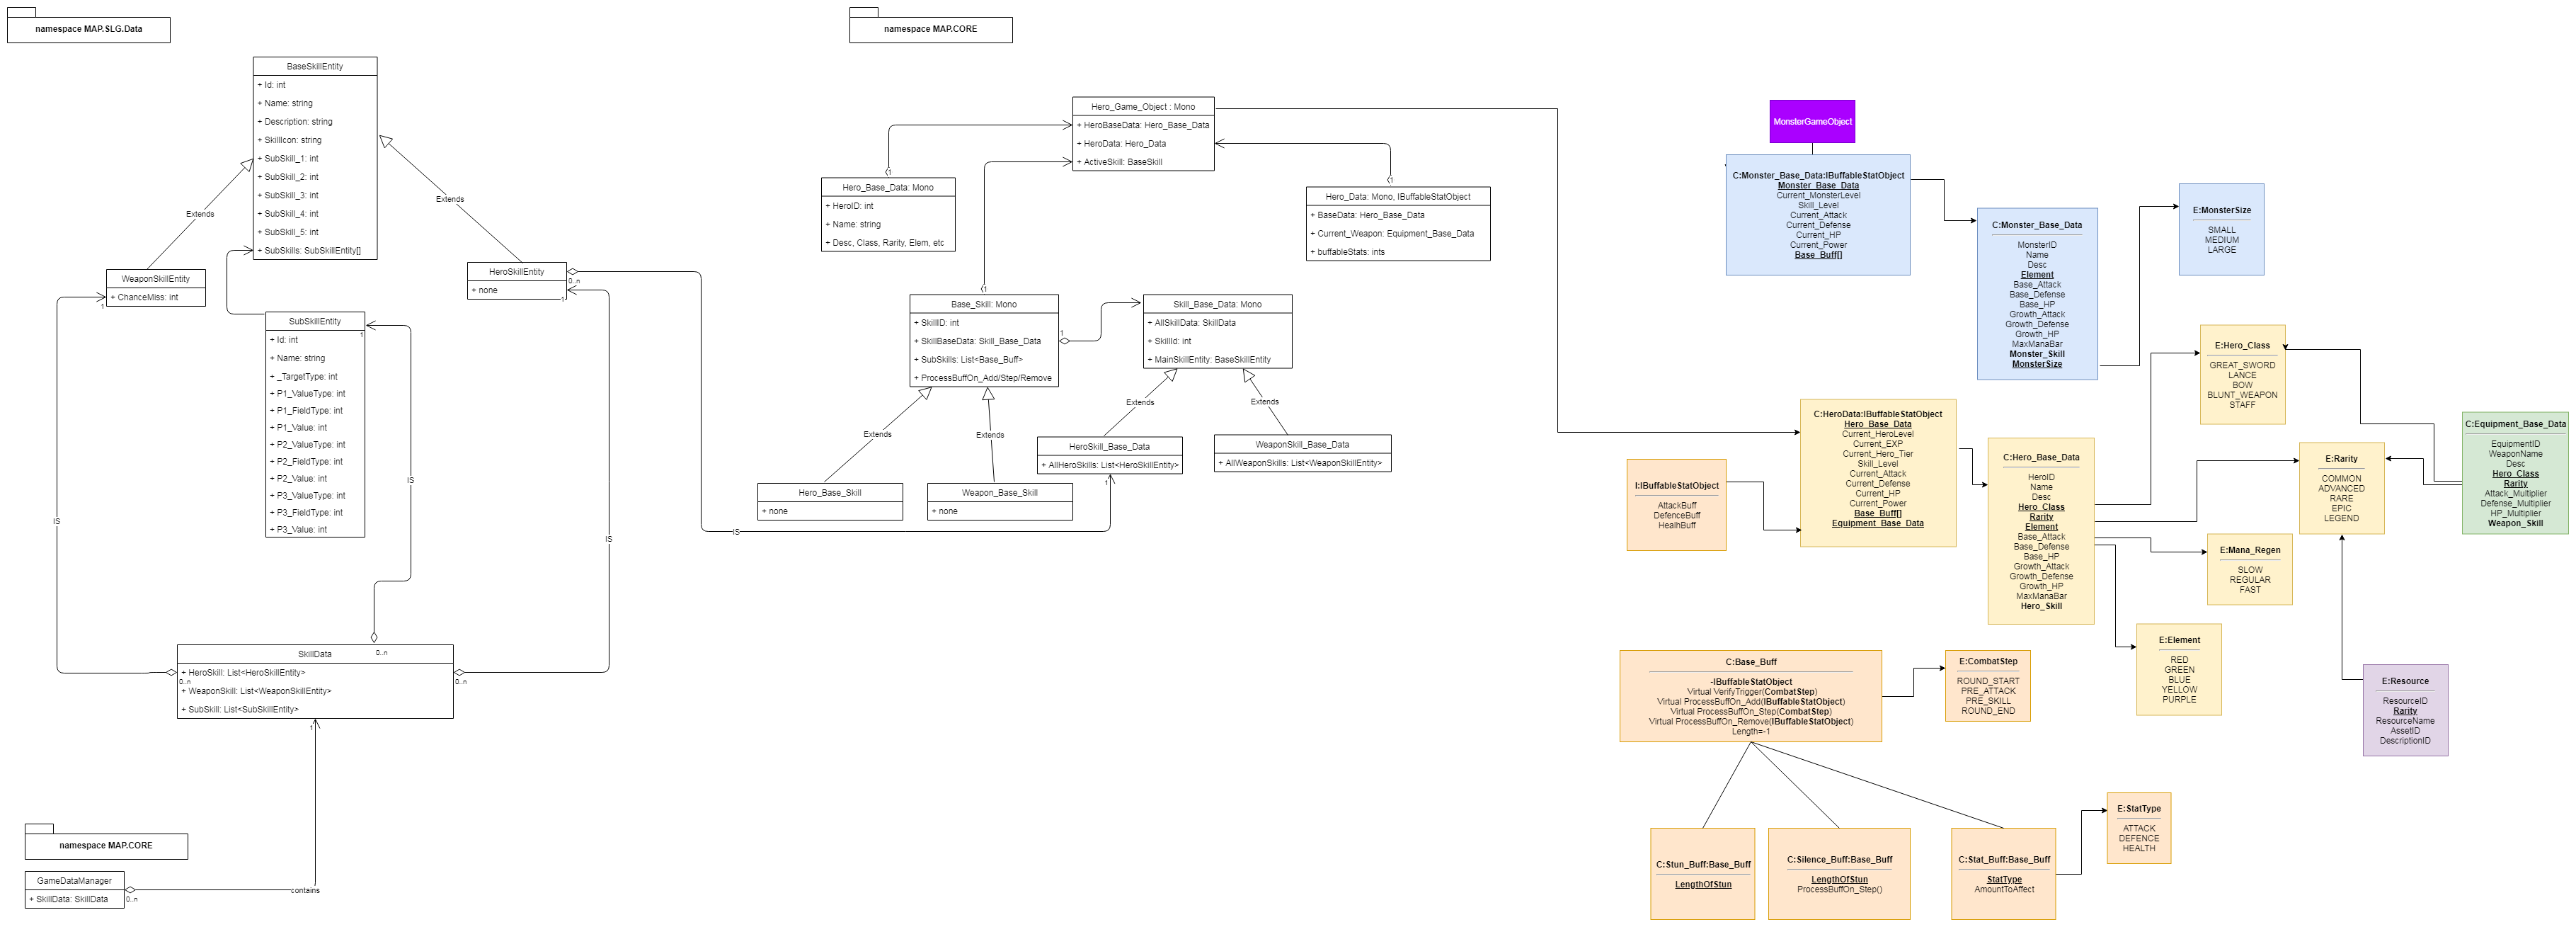 namespace MAP.SLG.Data
BaseSkillEntity
+ Id: int
+ Name: string
+ Description: string
+ SkillIcon: string
+ SubSkill_1: int
+ SubSkill_2: int
+ SubSkill_3: int
+ SubSkill_4: int
+ SubSkill_5: int
+ SubSkills: SubSkillEntity[]
Extends
Extends
WeaponSkillEntity
+ ChanceMiss: int
1
HeroSkillEntity
+ none
0..n
1
SubSkillEntity
1
+ Id: int
+ Name: string
+ _TargetType: int
+ P1_ValueType: int
+ P1_FieldType: int
+ P1_Value: int
+ P2_ValueType: int
+ P2_FieldType: int
+ P2_Value: int
+ P3_ValueType: int
+ P3_FieldType: int
+ P3_Value: int
IS
IS
IS
IS
0..n
SkillData
+ HeroSkill: List<HeroSkillEntity>
0..n
0..n
+ WeaponSkill: List<WeaponSkillEntity>
+ SubSkill: List<SubSkillEntity>
1
namespace MAP.CORE
GameDataManager
+ SkillData: SkillData
0..n
contains
namespace MAP.CORE
Hero_Game_Object : Mono
+ HeroBaseData: Hero_Base_Data
+ HeroData: Hero_Data
+ ActiveSkill: BaseSkill
1
Hero_Base_Data: Mono
+ HeroID: int
+ Name: string
+ Desc, Class, Rarity, Elem, etc
1
Hero_Data: Mono, IBuffableStatObject
+ BaseData: Hero_Base_Data
+ Current_Weapon: Equipment_Base_Data
+ buffableStats: ints
1
Base_Skill: Mono
+ SkillID: int
+ SkillBaseData: Skill_Base_Data
+ SubSkills: List<Base_Buff>
+ ProcessBuffOn_Add/Step/Remove
1
Skill_Base_Data: Mono
+ AllSkillData: SkillData
+ SkillId: int
+ MainSkillEntity: BaseSkillEntity
Extends
Extends
Extends
Extends
HeroSkill_Base_Data
+ AllHeroSkills: List<HeroSkillEntity>
1
WeaponSkill_Base_Data
+ AllWeaponSkills: List<WeaponSkillEntity>
Hero_Base_Skill
+ none
Weapon_Base_Skill
+ none
MonsterGameObject
C:Monster_Base_Data:IBuffableStatObject
Monster_Base_Data
Current_MonsterLevel
Skill_Level
Current_Attack
Current_Defense
Current_HP
Current_Power
Base_Buff[]
C:Monster_Base_Data
MonsterID
Name
Desc
Element
Base_Attack
Base_Defense
Base_HP
Growth_Attack
Growth_Defense
Growth_HP
MaxManaBar
Monster_Skill
MonsterSize
E:MonsterSize
SMALL
MEDIUM
LARGE
I:IBuffableStatObject
AttackBuff
DefenceBuff
HealhBuff
C:HeroData:IBuffableStatObject
Hero_Base_Data
Current_HeroLevel
Current_EXP
Current_Hero_Tier
Skill_Level
Current_Attack
Current_Defense
Current_HP
Current_Power
Base_Buff[]
Equipment_Base_Data
C:Hero_Base_Data
HeroID
Name
Desc
Hero_Class
Rarity
Element
Base_Attack
Base_Defense
Base_HP
Growth_Attack
Growth_Defense
Growth_HP
MaxManaBar
Hero_Skill
E:Hero_Class
GREAT_SWORD
LANCE
BOW
BLUNT_WEAPON
STAFF
E:Rarity
COMMON
ADVANCED
RARE
EPIC
LEGEND
C:Equipment_Base_Data
EquipmentID
WeaponName
Desc
Hero_Class
Rarity
Attack_Multiplier
Defense_Multiplier
HP_Multiplier
Weapon_Skill
E:Mana_Regen
SLOW
REGULAR
FAST
E:Element
RED
GREEN
BLUE
YELLOW
PURPLE
E:Resource
ResourceID
Rarity
ResourceName
AssetID
DescriptionID
C:Base_Buff
-IBuffableStatObject
Virtual VerifyTrigger(CombatStep)
Virtual ProcessBuffOn_Add(IBuffableStatObject)
Virtual ProcessBuffOn_Step(CombatStep)
Virtual ProcessBuffOn_Remove(IBuffableStatObject)
Length=-1
E:CombatStep
ROUND_START
PRE_ATTACK
PRE_SKILL
ROUND_END
C:Stun_Buff:Base_Buff
LengthOfStun
C:Silence_Buff:Base_Buff
LengthOfStun
ProcessBuffOn_Step()
C:Stat_Buff:Base_Buff
StatType
AmountToAffect
E:StatType
ATTACK
DEFENCE
HEALTH